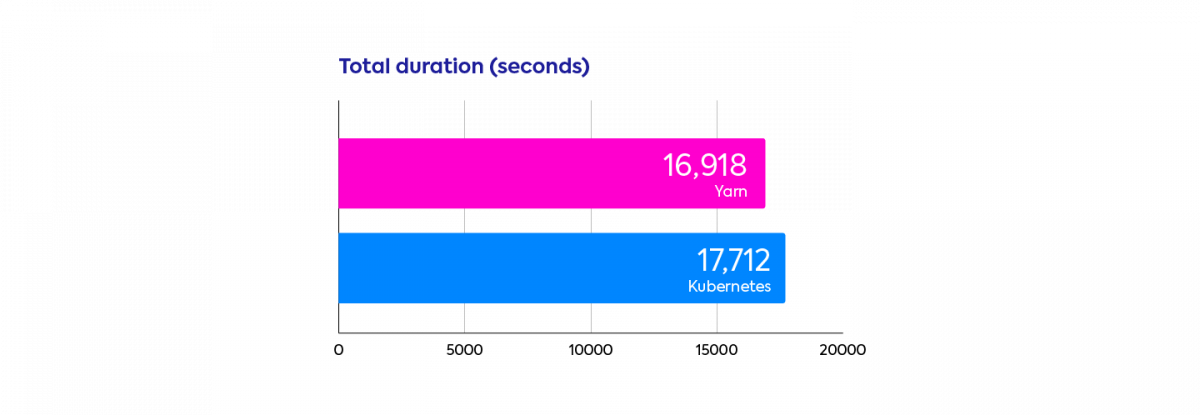 Total duration (seconds)
16,918
Yarn
17,712
Kubernetes
0 5000 10000 15000 20000